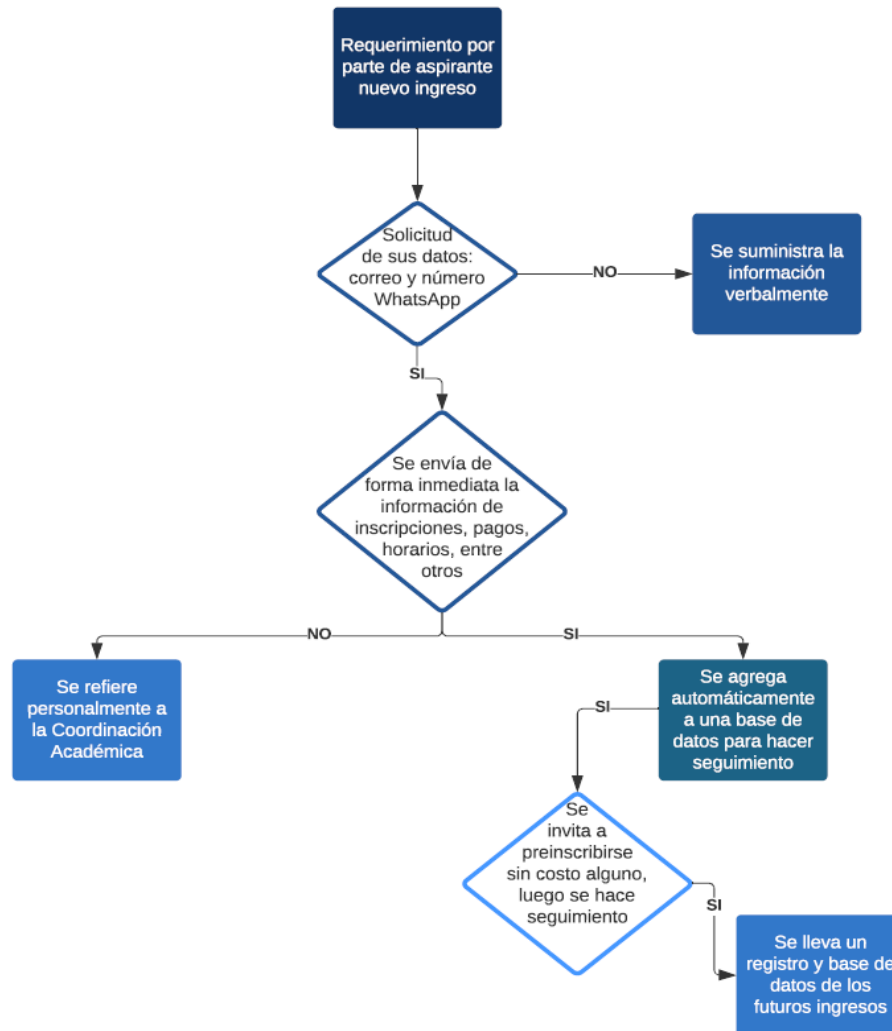 Requerimiento por
parte de aspirante
nuevo ingreso
Solicitud
de sus datos:
correo y número
WhatsApp
NO
Se suministra la
información
verbalmente
SI
Se envía de
forma inmediata la
información de
inscripciones, pagos,
horarios, entre
otros
NO
SI
Se refiere
personalmente a
la Coordinación
Académica
Se agrega
automáticamente
a una base de
datos para hacer
seguimiento
SI
Se
invita a
preinscribirse
sin costo alguno,
luego se hace
seguimiento
SI
Se lleva un
registro y base de
datos de los
futuros ingresos